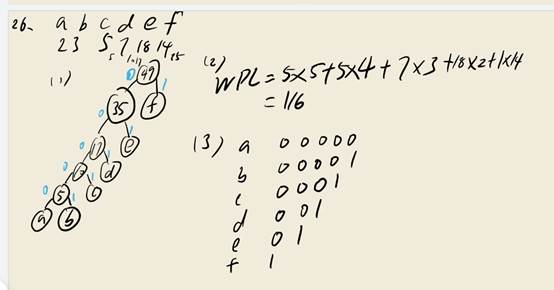 26. a b c d e f
2 3 5 7 18 14
(1)
49
35 f
17 e
d
5 c
a b
0 1 0 1 0 1 0 1 0 1
(2) WPL = 5×5+5×4+7×3+18×2+1×14
= 116
(3) a 0 0 0 0 0
b 0 0 0 0 1
c 0 0 0 1
d 0 0 1
e 0 1
f 1